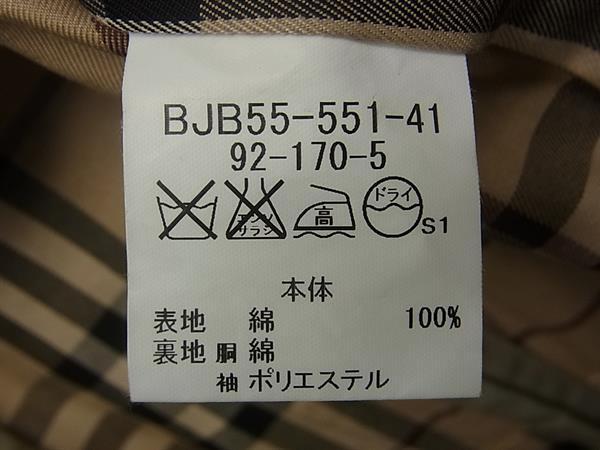 BJB55-551-41
92-170-5
エンソ サラシ 高 ドライ S1
本体
表地 綿 100%
裏地 胴 綿
袖 ポリエステル